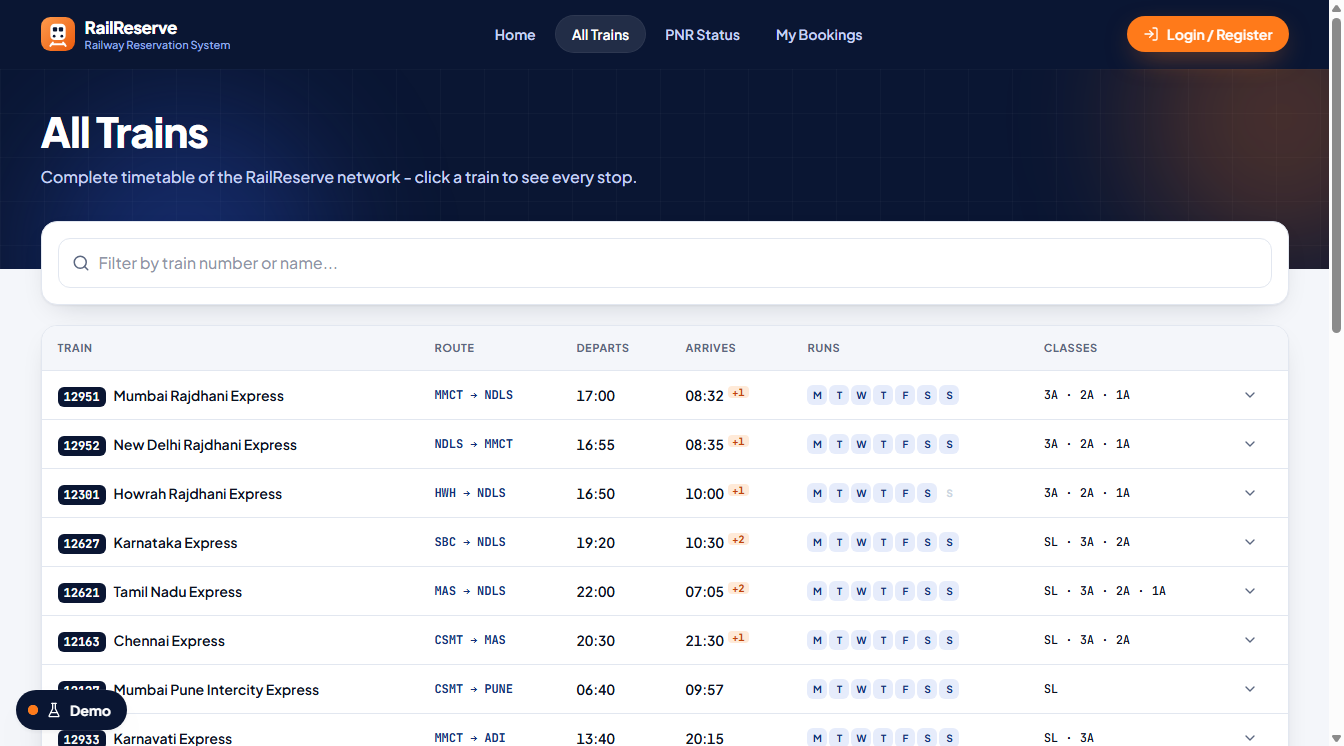 RailReserve
Railway Reservation System
Home All Trains PNR Status My Bookings
Login / Register
All Trains
Complete timetable of the RailReserve network - click a train to see every stop.
Filter by train number or name...
TRAIN ROUTE DEPARTS ARRIVES RUNS CLASSES
12951 Mumbai Rajdhani Express MMCT → NDLS 17:00 08:32 +1 M T W T F S S 3A · 2A · 1A
12952 New Delhi Rajdhani Express NDLS → MMCT 16:55 08:35 +1 M T W T F S S 3A · 2A · 1A
12301 Howrah Rajdhani Express HWH → NDLS 16:50 10:00 +1 M T W T F S S 3A · 2A · 1A
12627 Karnataka Express SBC → NDLS 19:20 10:30 +2 M T W T F S S SL · 3A · 2A
12621 Tamil Nadu Express MAS → NDLS 22:00 07:05 +2 M T W T F S S SL · 3A · 2A · 1A
12163 Chennai Express CSMT → MAS 20:30 21:30 +1 M T W T F S S SL · 3A · 2A
Mumbai Pune Intercity Express CSMT → PUNE 06:40 09:57 M T W T F S S SL
Demo
12933 Karnavati Express MMCT → ADI 13:40 20:15 M T W T F S S SL · 3A